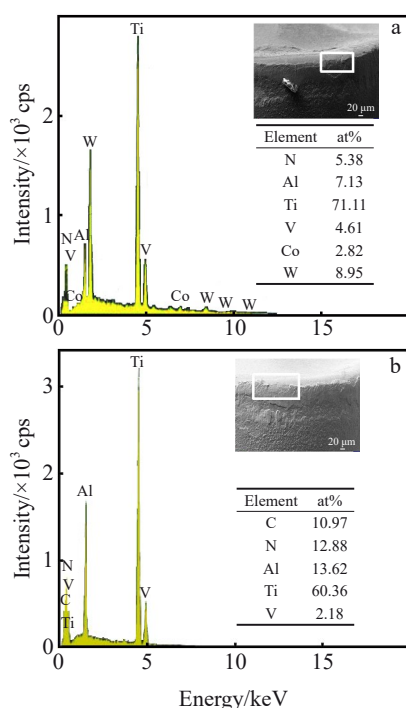 a
Ti
20 μm
Intensity/×10³ cps
2
1
0
W
N
V
Al
Co
V
Co
W
W
W
Element at%
N 5.38
Al 7.13
Ti 71.11
V 4.61
Co 2.82
W 8.95
0 5 10 15
b
Ti
20 μm
Intensity/×10³ cps
3
2
1
0
Al
N
V
C
Ti
V
Element at%
C 10.97
N 12.88
Al 13.62
Ti 60.36
V 2.18
0 5 10 15
Energy/keV